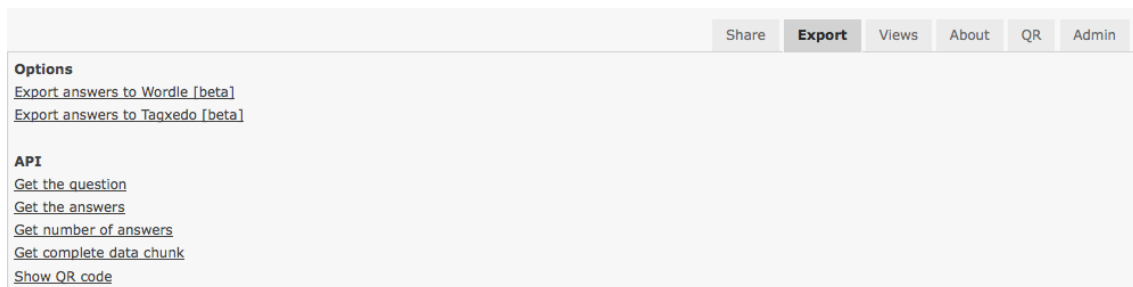 Share Export Views About QR Admin
Options
Export answers to Wordle [beta]
Export answers to Tagxedo [beta]
API
Get the question
Get the answers
Get number of answers
Get complete data chunk
Show QR code